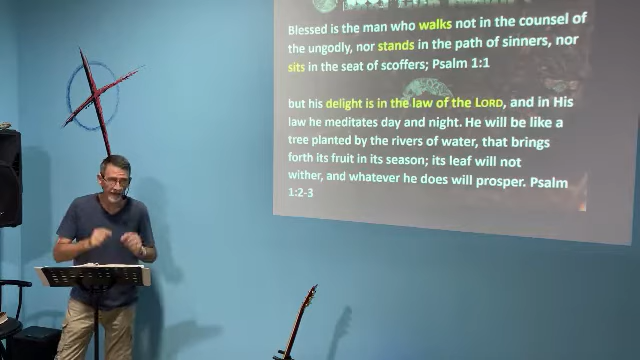 Blessed is the man who walks not in the counsel of
the ungodly, nor stands in the path of sinners, nor
sits in the seat of scoffers; Psalm 1:1
but his delight is in the law of the LORD, and in His
law he meditates day and night. He will be like a
tree planted by the rivers of water, that brings
forth its fruit in its season; its leaf will not
wither, and whatever he does will prosper. Psalm
1:2-3